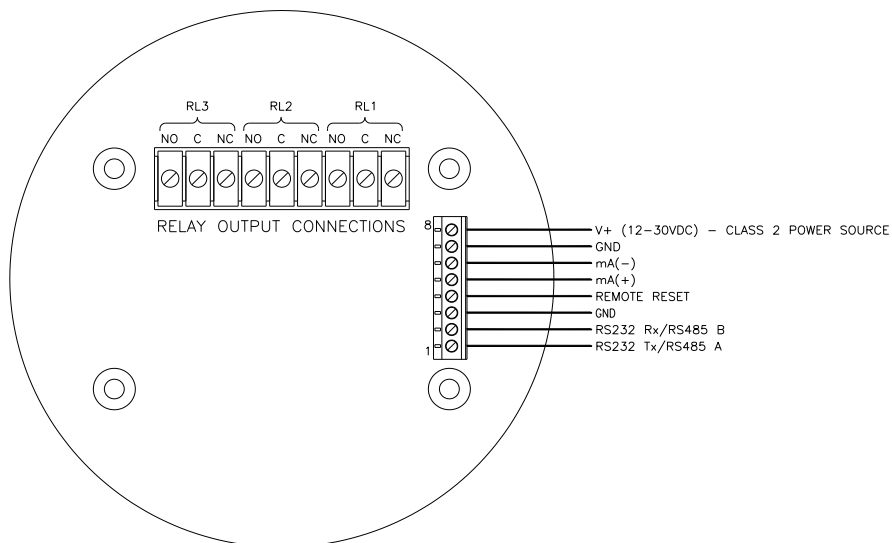 RL3 RL2 RL1
NO C NC NO C NC NO C NC
RELAY OUTPUT CONNECTIONS
8
V+ (12-30VDC) - CLASS 2 POWER SOURCE
GND
mA(-)
mA(+)
REMOTE RESET
GND
RS232 Rx/RS485 B
RS232 Tx/RS485 A
1